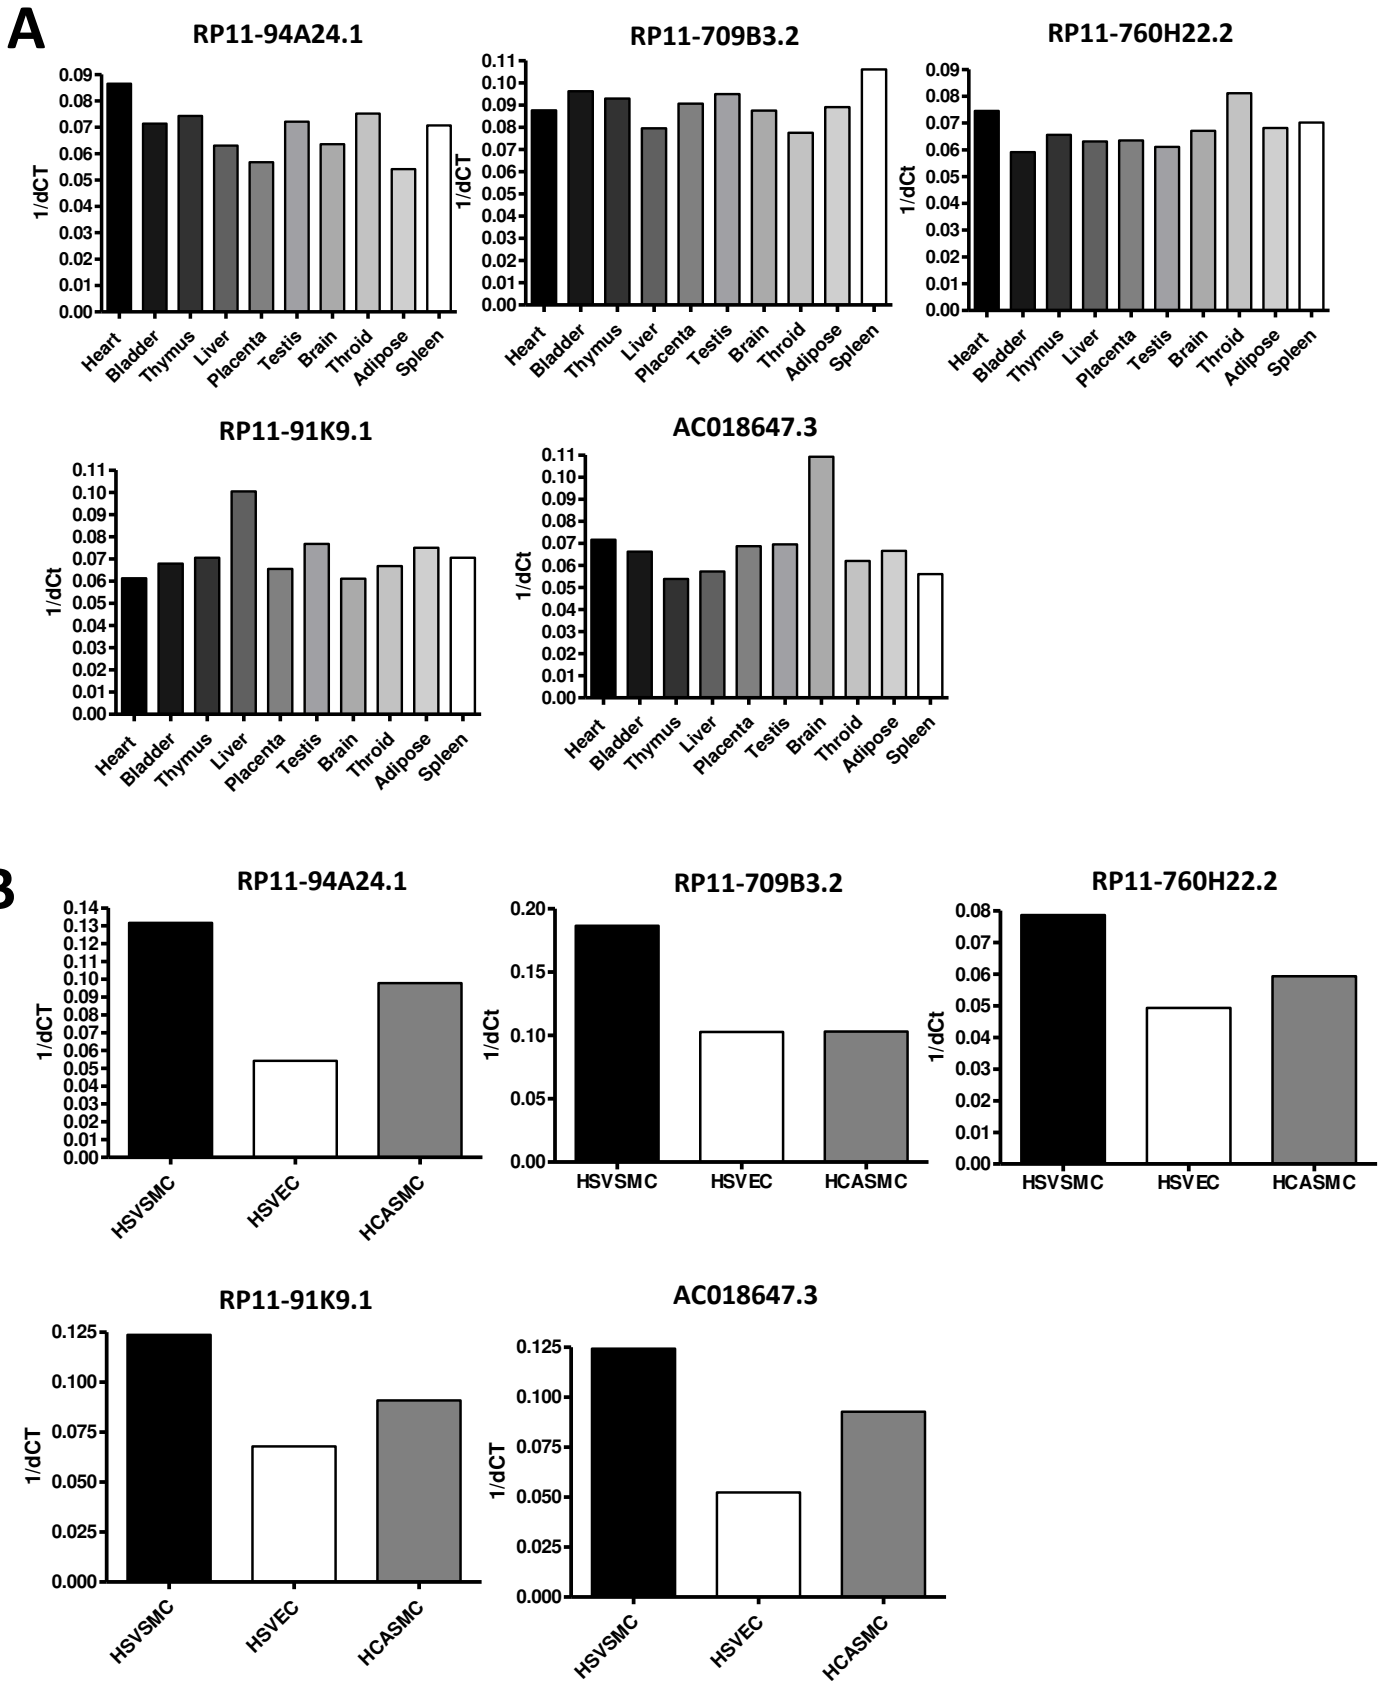 A
RP11-94A24.1
RP11-709B3.2
RP11-760H22.2
1/dCT
0.09
0.08
0.07
0.06
0.05
0.04
0.03
0.02
0.01
0.00
Heart
Bladder
Thymus
Liver
Placenta
Testis
Brain
Throid
Adipose
Spleen
1/dCT
0.11
0.10
0.09
0.08
0.07
0.06
0.05
0.04
0.03
0.02
0.01
0.00
Heart
Bladder
Thymus
Liver
Placenta
Testis
Brain
Throid
Adipose
Spleen
1/dCt
0.09
0.08
0.07
0.06
0.05
0.04
0.03
0.02
0.01
0.00
Heart
Bladder
Thymus
Liver
Placenta
Testis
Brain
Throid
Adipose
Spleen
RP11-91K9.1
AC018647.3
1/dCt
0.11
0.10
0.09
0.08
0.07
0.06
0.05
0.04
0.03
0.02
0.01
0.00
Heart
Bladder
Thymus
Liver
Placenta
Testis
Brain
Throid
Adipose
Spleen
1/dCt
0.11
0.10
0.09
0.08
0.07
0.06
0.05
0.04
0.03
0.02
0.01
0.00
Heart
Bladder
Thymus
Liver
Placenta
Testis
Brain
Throid
Adipose
Spleen
B
RP11-94A24.1
RP11-709B3.2
RP11-760H22.2
1/dCT
0.14
0.13
0.12
0.11
0.10
0.09
0.08
0.07
0.06
0.05
0.04
0.03
0.02
0.01
0.00
HSVSMC
HSVEC
HCASMC
1/dCt
0.20
0.15
0.10
0.05
0.00
HSVSMC
HSVEC
HCASMC
1/dCt
0.08
0.07
0.06
0.05
0.04
0.03
0.02
0.01
0.00
HSVSMC
HSVEC
HCASMC
RP11-91K9.1
AC018647.3
1/dCT
0.125
0.100
0.075
0.050
0.025
0.000
HSVSMC
HSVEC
HCASMC
1/dCT
0.125
0.100
0.075
0.050
0.025
0.000
HSVSMC
HSVEC
HCASMC